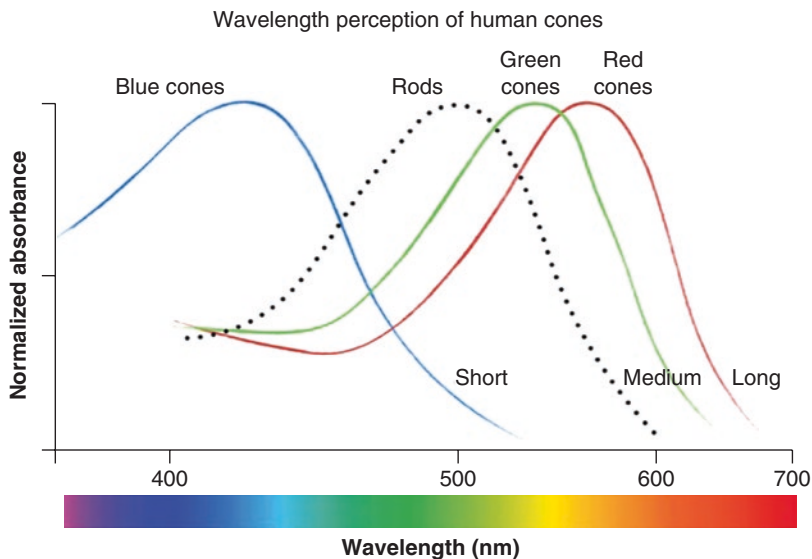 Wavelength perception of human cones
Blue cones
Rods
Green
cones
Red
cones
Normalized absorbance
Short
Medium
Long
400
500
600
700
Wavelength (nm)